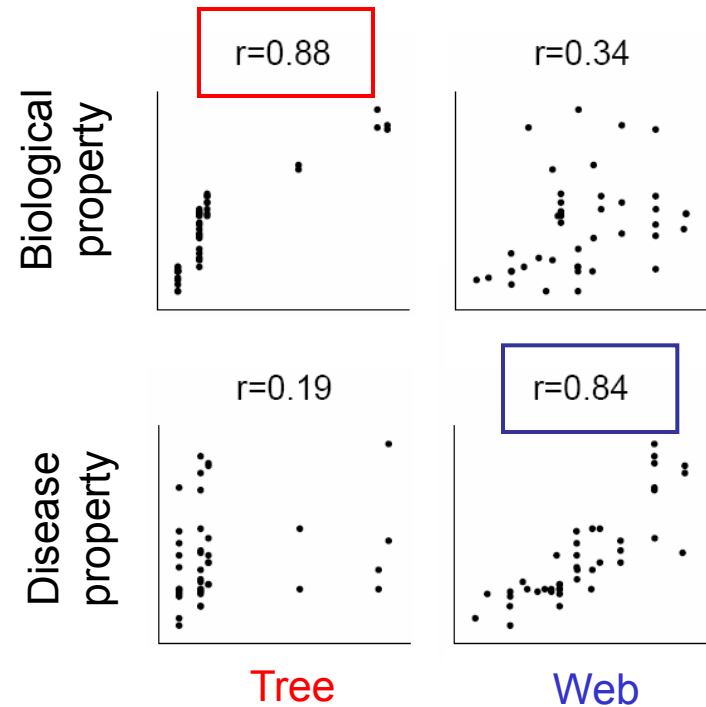 r=0.88
r=0.34
Biological
property
r=0.19
r=0.84
Disease
property
Tree
Web